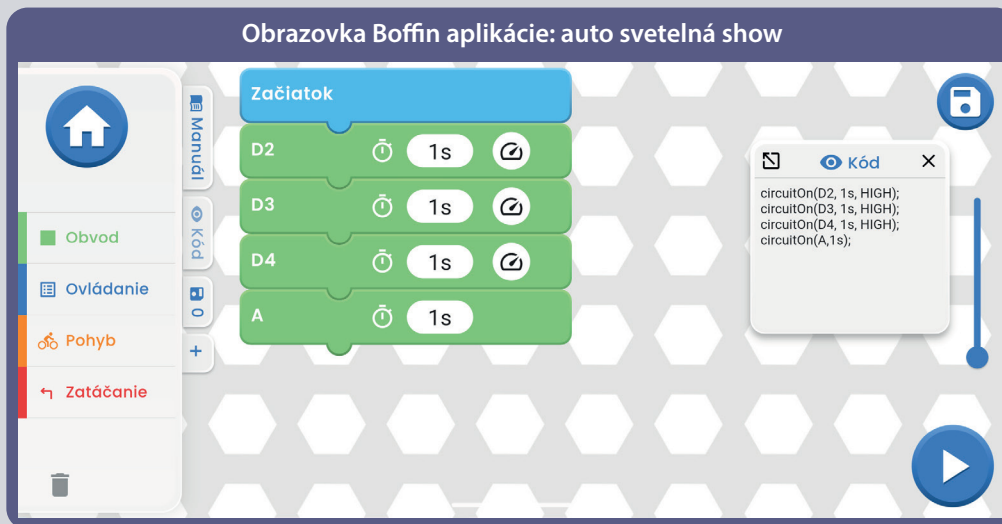 Obrazovka Boffin aplikácie: auto svetelná show
Obvod
Ovládanie
Pohyb
Zatáčanie
Manuál
Kód
0
+
Začiatok
D2 1s
D3 1s
D4 1s
A 1s
Kód
circuitOn(D2, 1s, HIGH);
circuitOn(D3, 1s, HIGH);
circuitOn(D4, 1s, HIGH);
circuitOn(A,1s);